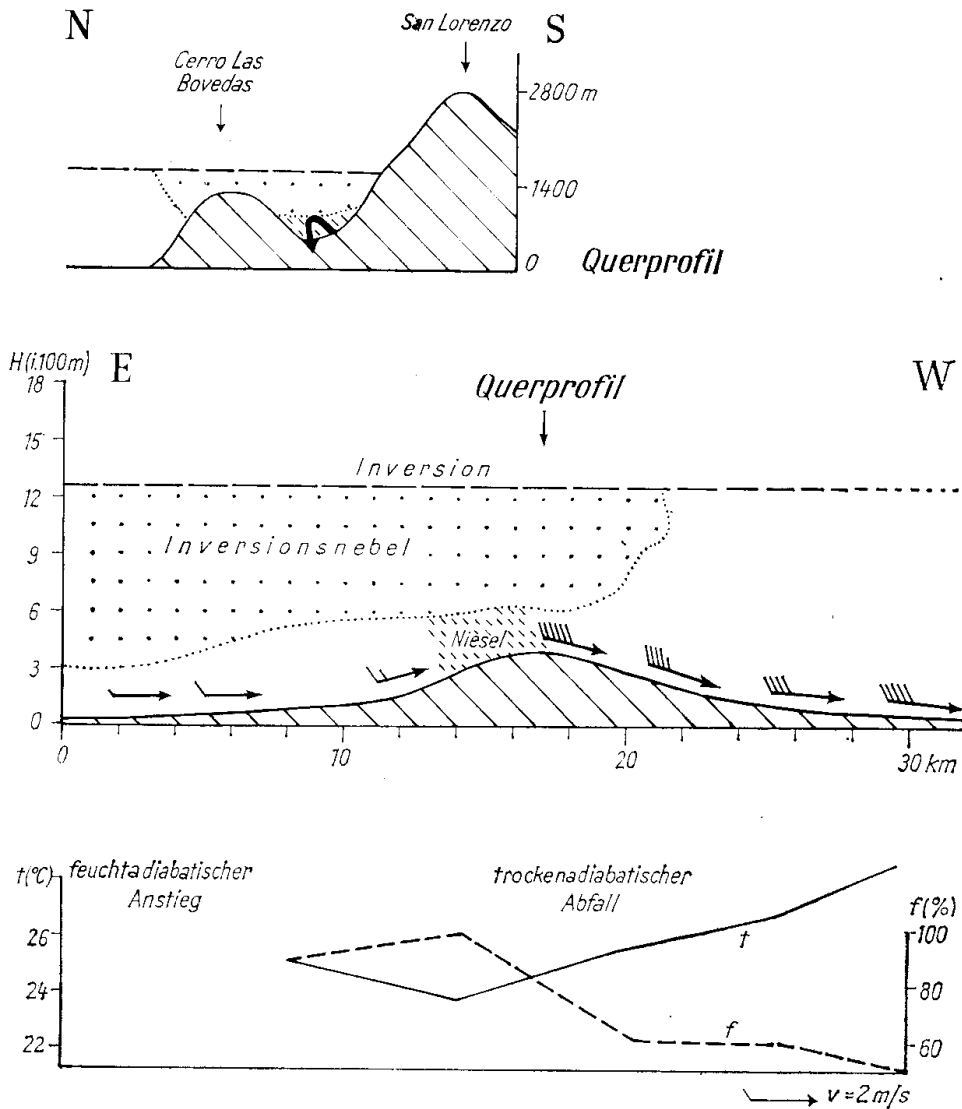 N
San Lorenzo
S
Cerro Las
Bovedas
2800 m
1400
0
Querprofil
H (i.100m)
E
W
18
15
12
9
6
3
0
Querprofil
Inversion
Inversionsnebel
Niesel
0
10
20
30 km
t(°C)
feuchtadiabatischer
Anstieg
trockenadiabatischer
Abfall
f(%)
26
24
22
t
f
100
80
60
v = 2 m/s